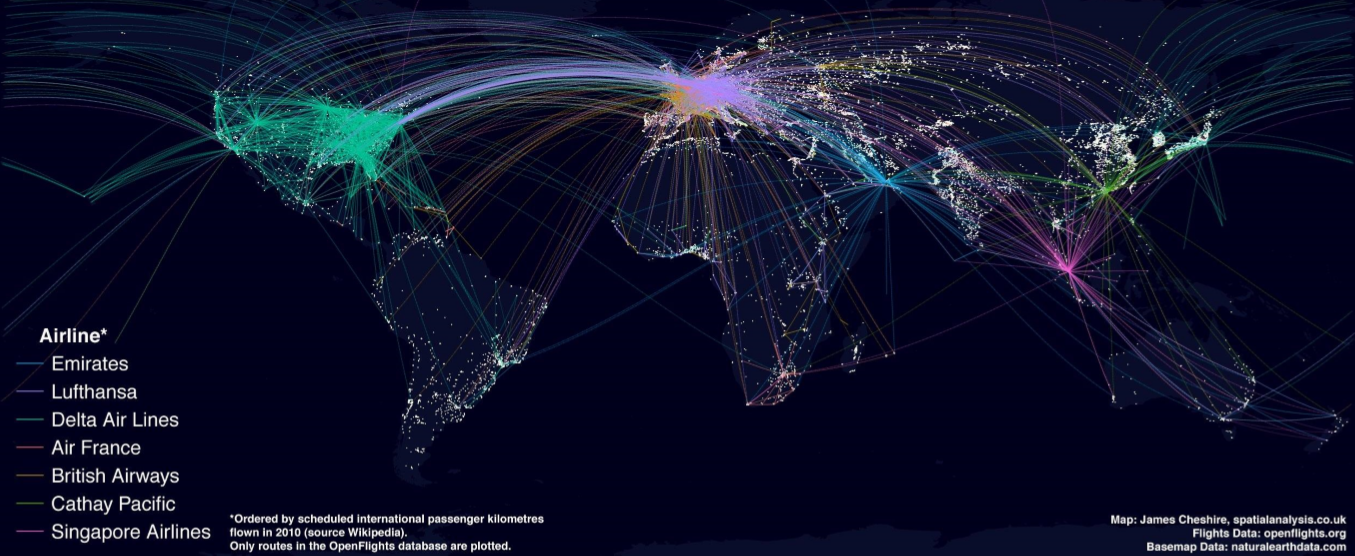 Airline*
Emirates
Lufthansa
Delta Air Lines
Air France
British Airways
Cathay Pacific
Singapore Airlines
*Ordered by scheduled international passenger kilometres
flown in 2010 (source Wikipedia).
Only routes in the OpenFlights database are plotted.
Map: James Cheshire, spatialanalysis.co.uk
Flights Data: openflights.org
Basemap Data: naturalearthdata.com